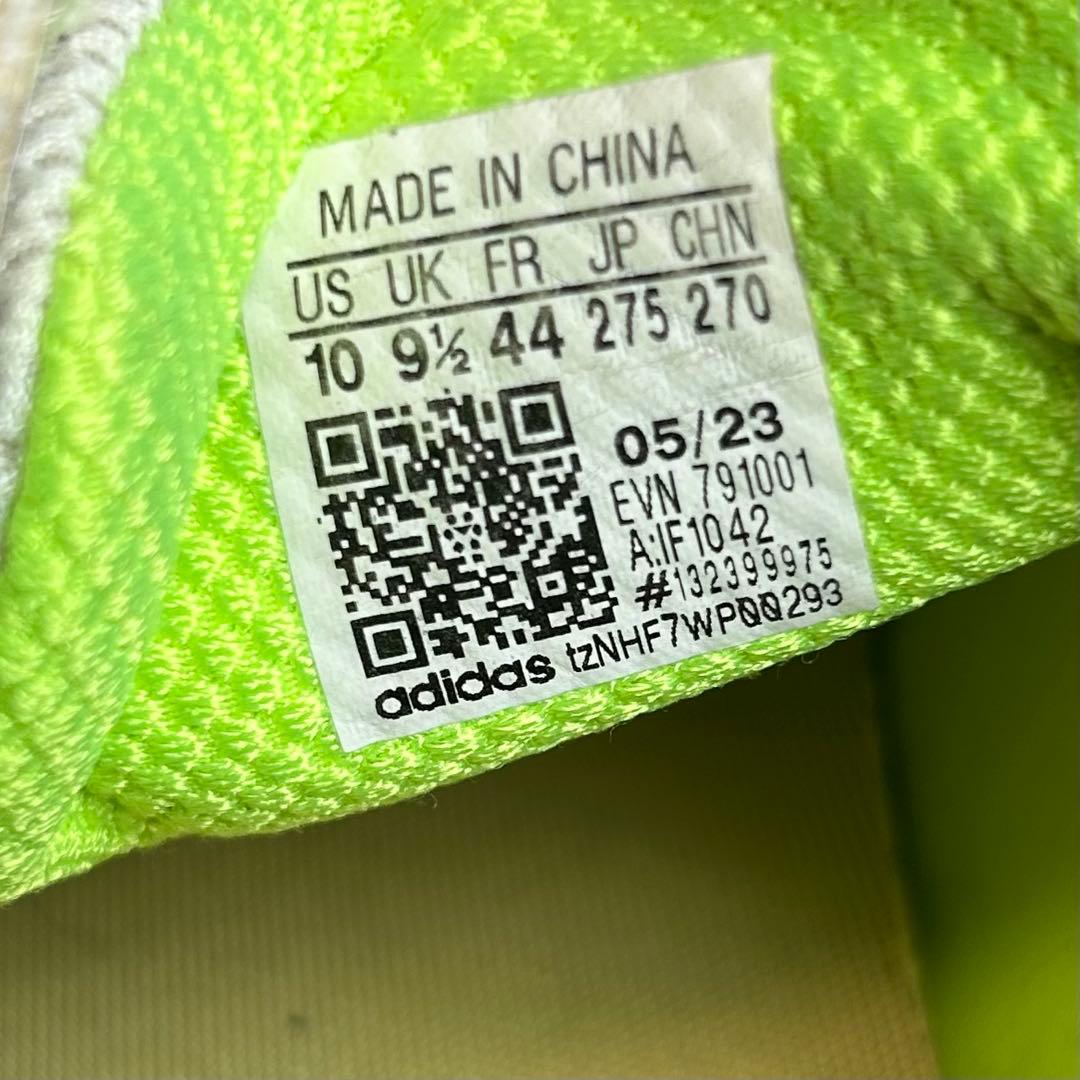 MADE IN CHINA
US UK FR JP CHN
10 9½ 44 275 270
05/23
EVN 791001
A:IF1042
#132399975
adidas tzNHF7WP00293